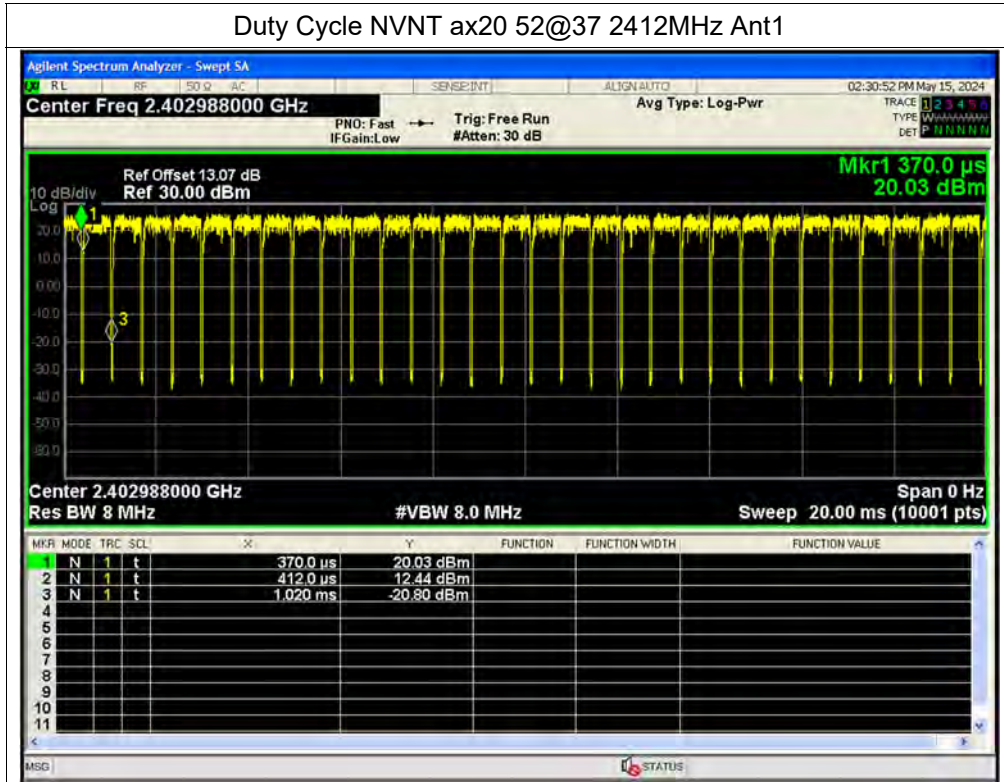 Duty Cycle NVNT ax20 52@37 2412MHz Ant1
Agilent Spectrum Analyzer - Swept SA
RL RF 50 Ω AC SENSE:INT ALIGN AUTO 02:30:52 PM May 15, 2024
Center Freq 2.402988000 GHz Avg Type: Log-Pwr TRACE 1 2 3 4 5 6
PNO: Fast Trig: Free Run TYPE
IFGain:Low #Atten: 30 dB DET P N N N N N
Mkr1 370.0 µs
20.03 dBm
Ref Offset 13.07 dB
10 dB/div Ref 30.00 dBm
Log
1
20.0
10.0
0.00
-10.0
3
-20.0
-30.0
-40.0
-50.0
-60.0
Center 2.402988000 GHz Span 0 Hz
Res BW 8 MHz #VBW 8.0 MHz Sweep 20.00 ms (10001 pts)
MKR MODE TRC SCL X Y FUNCTION FUNCTION WIDTH FUNCTION VALUE
1 N 1 t 370.0 µs 20.03 dBm
2 N 1 t 412.0 µs 12.44 dBm
3 N 1 t 1.020 ms -20.80 dBm
4
5
6
7
8
9
10
11
MSG STATUS